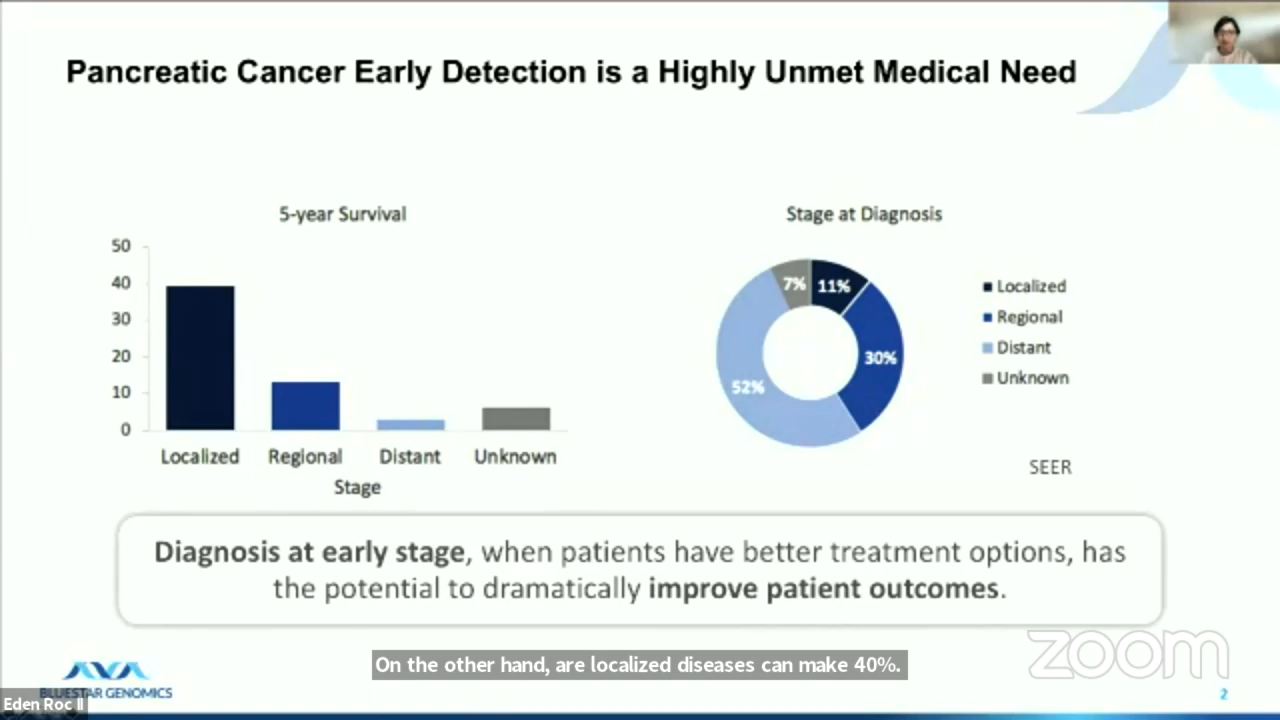 Pancreatic Cancer Early Detection is a Highly Unmet Medical Need
5-year Survival
50
40
30
20
10
0
Localized Regional Distant Unknown
Stage
Stage at Diagnosis
7% 11%
30%
52%
Localized
Regional
Distant
Unknown
SEER
Diagnosis at early stage, when patients have better treatment options, has
the potential to dramatically improve patient outcomes.
zoom
On the other hand, are localized diseases can make 40%.
BLUESTAR GENOMICS
2
Eden Roc II